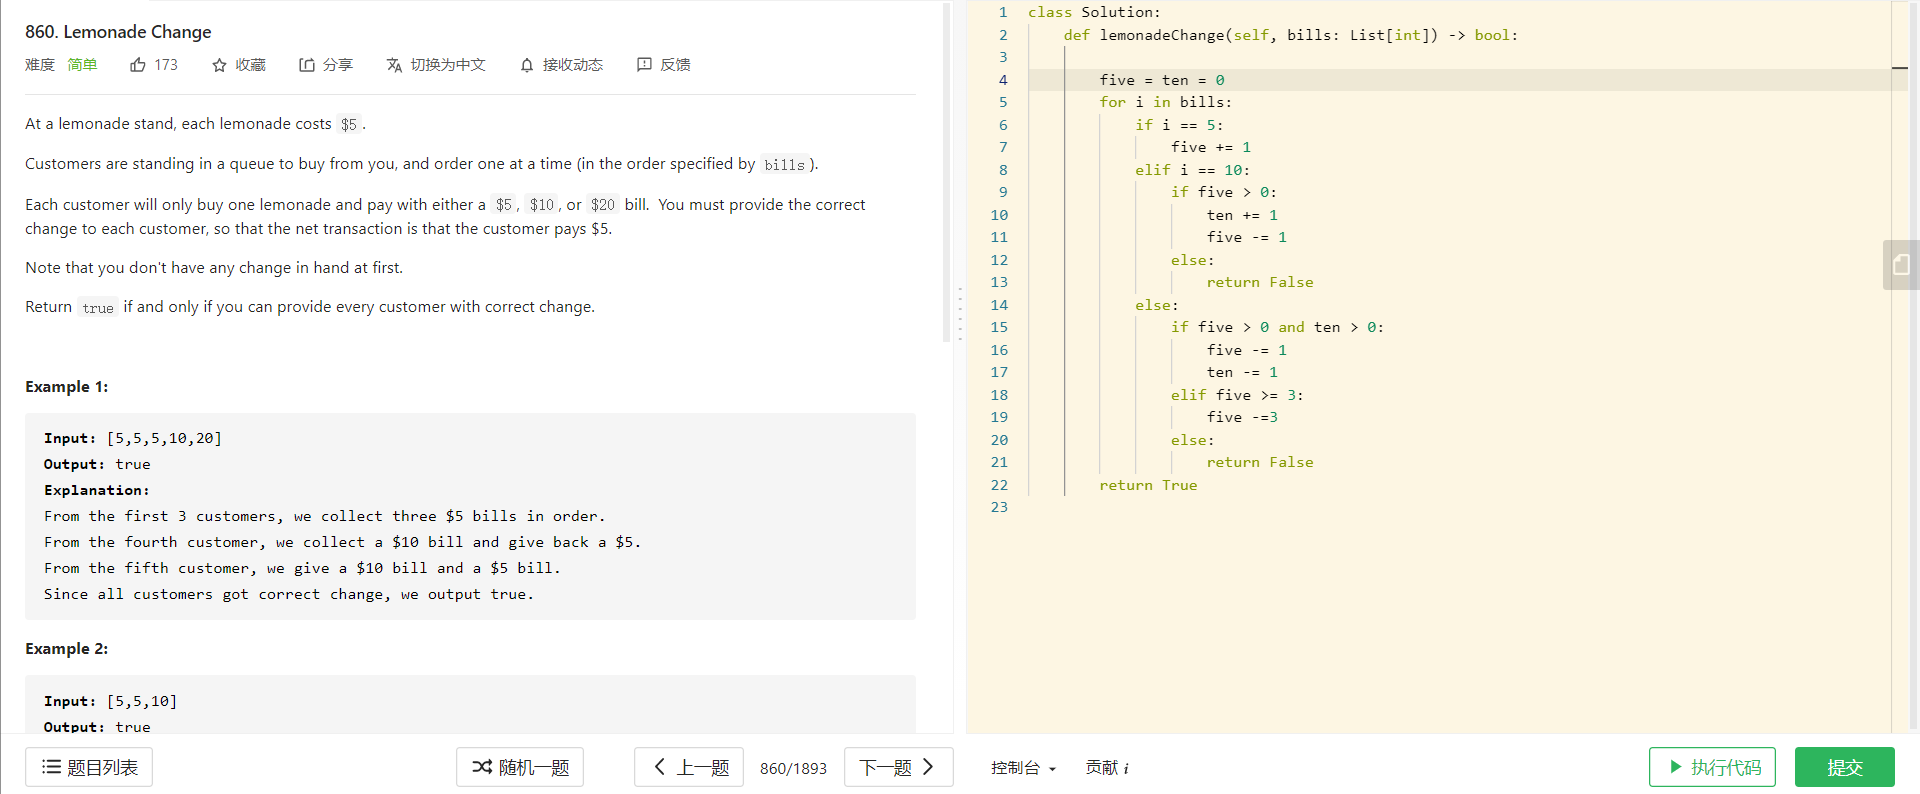 860. Lemonade Change
难度 简单 173 收藏 分享 切换为中文 接收动态 反馈
At a lemonade stand, each lemonade costs $5.
Customers are standing in a queue to buy from you, and order one at a time (in the order specified by bills).
Each customer will only buy one lemonade and pay with either a $5, $10, or $20 bill. You must provide the correct
change to each customer, so that the net transaction is that the customer pays $5.
Note that you don't have any change in hand at first.
Return true if and only if you can provide every customer with correct change.
Example 1:
Input: [5,5,5,10,20]
Output: true
Explanation:
From the first 3 customers, we collect three $5 bills in order.
From the fourth customer, we collect a $10 bill and give back a $5.
From the fifth customer, we give a $10 bill and a $5 bill.
Since all customers got correct change, we output true.
Example 2:
Input: [5,5,10]
Output: true
题目列表 随机一题 上一题 860/1893 下一题
1 class Solution:
2     def lemonadeChange(self, bills: List[int]) -> bool:
3
4         five = ten = 0
5         for i in bills:
6             if i == 5:
7                 five += 1
8             elif i == 10:
9                 if five > 0:
10                     ten += 1
11                     five -= 1
12                 else:
13                     return False
14             else:
15                 if five > 0 and ten > 0:
16                     five -= 1
17                     ten -= 1
18                 elif five >= 3:
19                     five -=3
20                 else:
21                     return False
22         return True
23
控制台 贡献 i 执行代码 提交